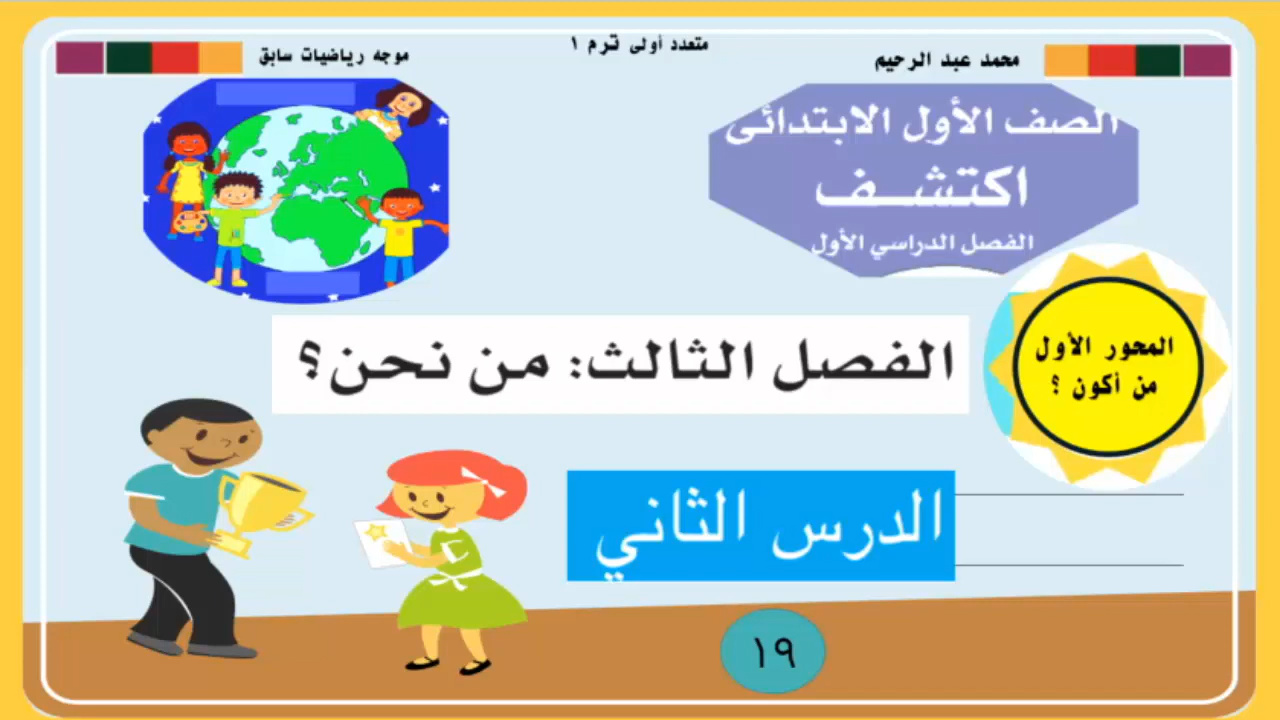 متعدد أولى ترم ١
محمد عبد الرحيم
موجه رياضيات سابق
الصف الأول الابتدائى
اكتشف
الفصل الدراسي الأول
المحور الأول
من أكون ؟
الفصل الثالث: من نحن؟
الدرس الثاني
١٩